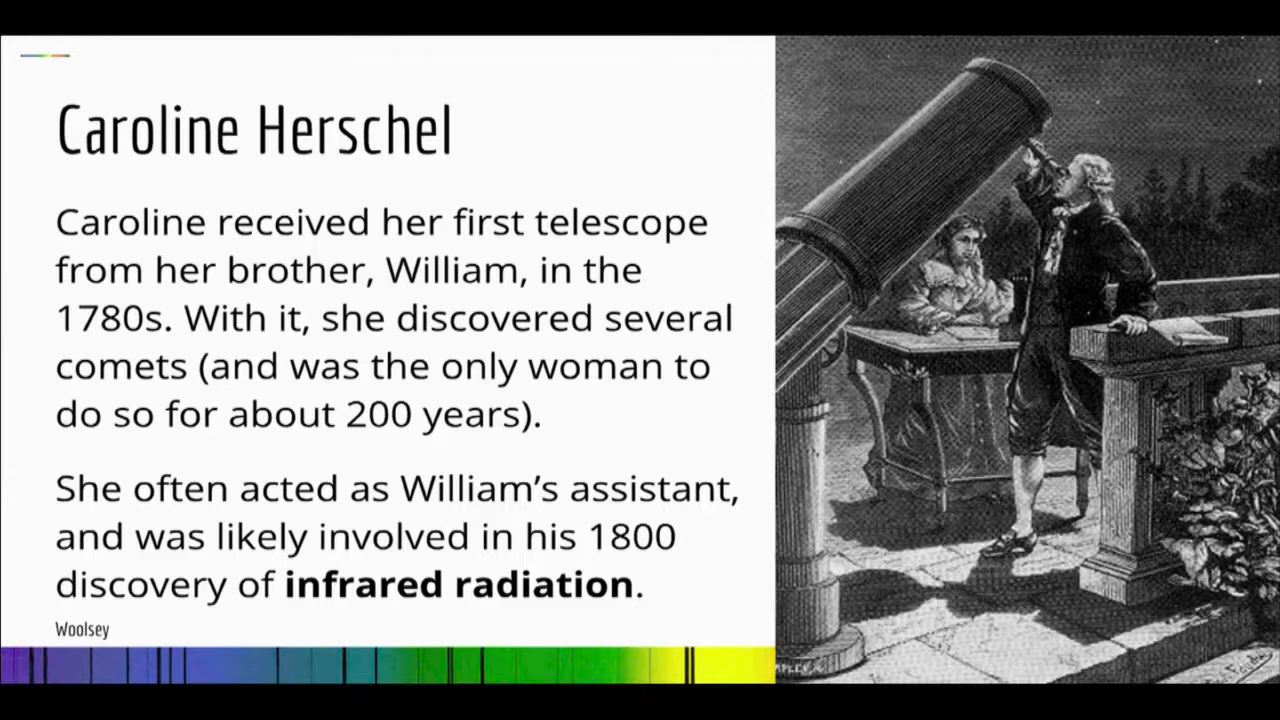 Caroline Herschel
Caroline received her first telescope
from her brother, William, in the
1780s. With it, she discovered several
comets (and was the only woman to
do so for about 200 years).
She often acted as William’s assistant,
and was likely involved in his 1800
discovery of infrared radiation.
Woolsey